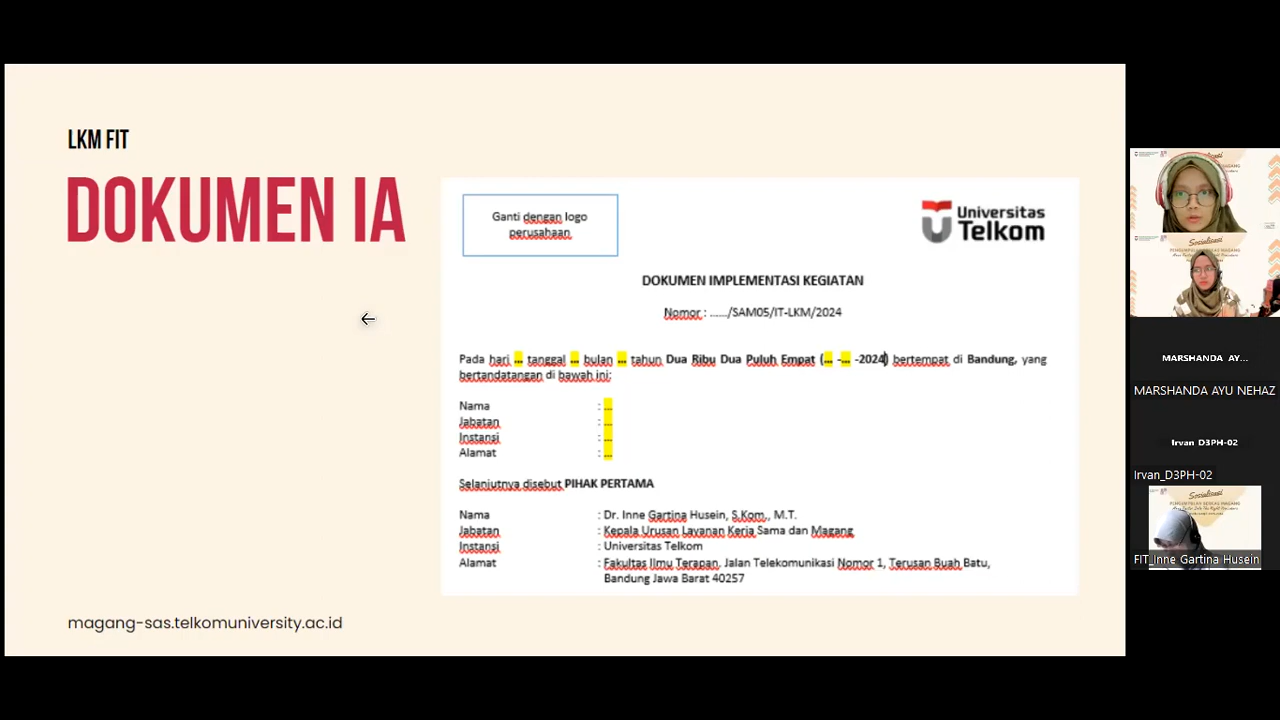 LKM FIT
DOKUMEN IA
Ganti dengan logo
perusahaan
Universitas
Telkom
DOKUMEN IMPLEMENTASI KEGIATAN
Nomor : ....../SAM05/IT-LKM/2024
Pada hari ... tanggal ... bulan ... tahun Dua Ribu Dua Puluh Empat (... -... -2024) bertempat di Bandung, yang
bertandatangan di bawah ini:
Nama : ...
Jabatan : ...
Instansi : ...
Alamat : ...
Selanjutnya disebut PIHAK PERTAMA
Nama : Dr. Inne Gartina Husein, S.Kom., M.T.
Jabatan : Kepala Urusan Layanan Kerja Sama dan Magang
Instansi : Universitas Telkom
Alamat : Fakultas Ilmu Terapan, Jalan Telekomunikasi Nomor 1, Terusan Buah Batu,
Bandung Jawa Barat 40257
magang-sas.telkomuniversity.ac.id
Sosialisasi
MARSHANDA AY...
MARSHANDA AYU NEHAZ
Irvan D3PH-02
Irvan_D3PH-02
Sosialisasi
FIT_Inne Gartina Husein